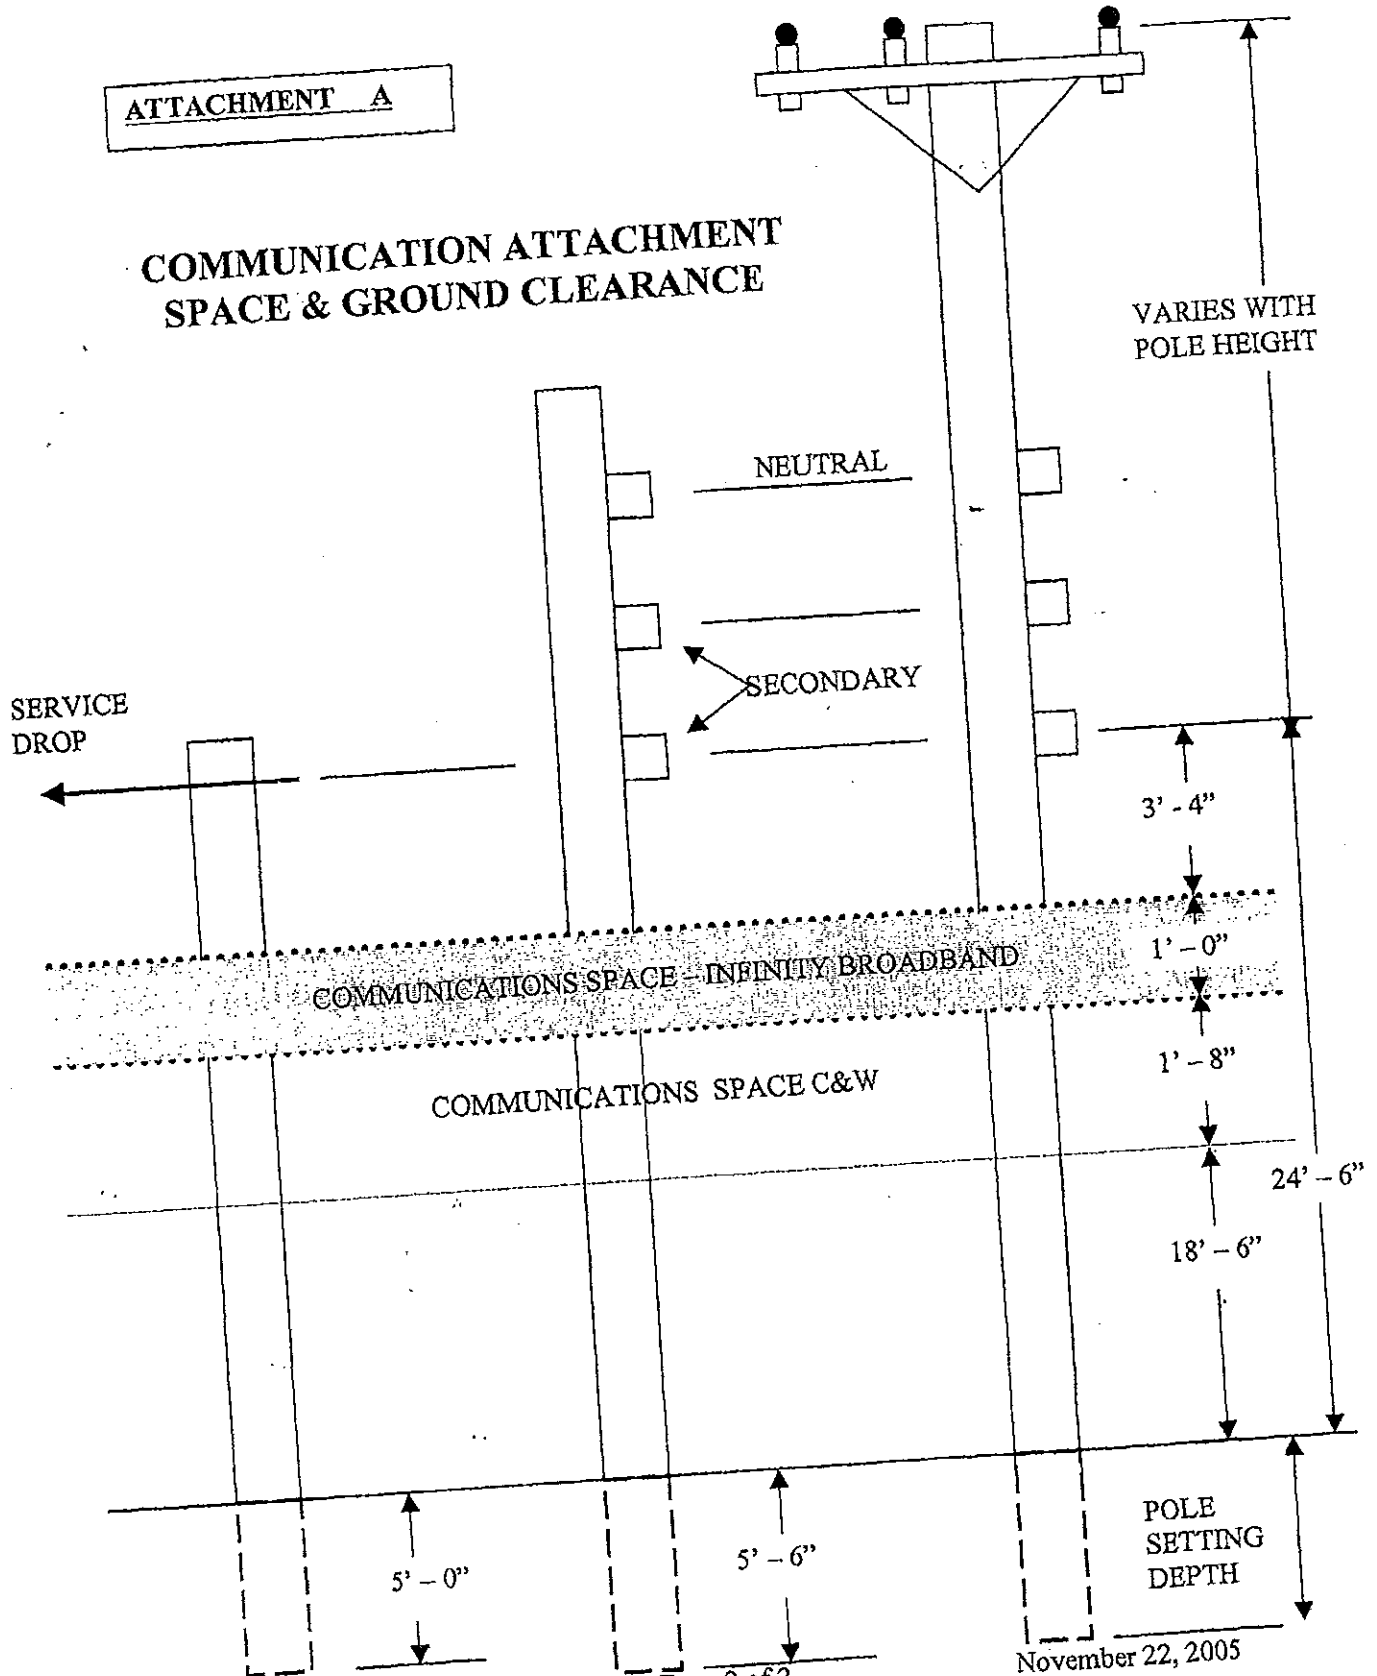 ATTACHMENT A
COMMUNICATION ATTACHMENT
SPACE & GROUND CLEARANCE
VARIES WITH
POLE HEIGHT
NEUTRAL
SECONDARY
SERVICE
DROP
3' - 4"
1' – 0"
COMMUNICATIONS SPACE – INFINITY BROADBAND
1' – 8"
COMMUNICATIONS SPACE C&W
24' – 6"
18' – 6"
POLE
SETTING
DEPTH
5' – 6"
5' – 0"
November 22, 2005